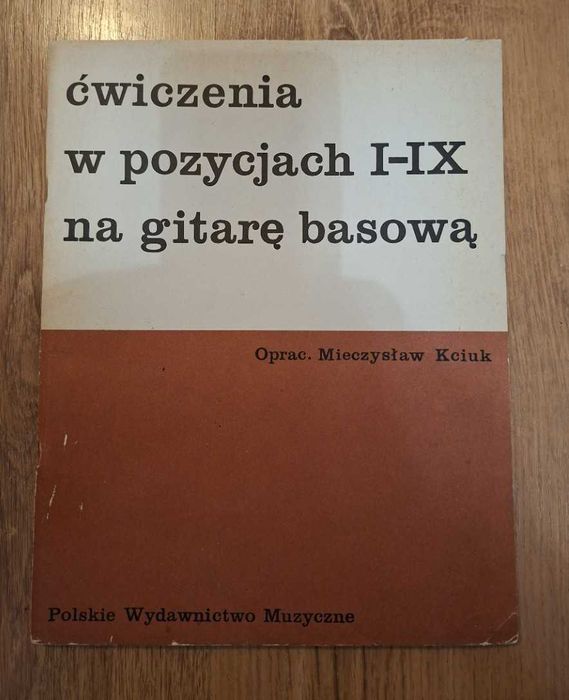 ćwiczenia
w pozycjach I-IX
na gitarę basową
Oprac. Mieczysław Kciuk
Polskie Wydawnictwo Muzyczne